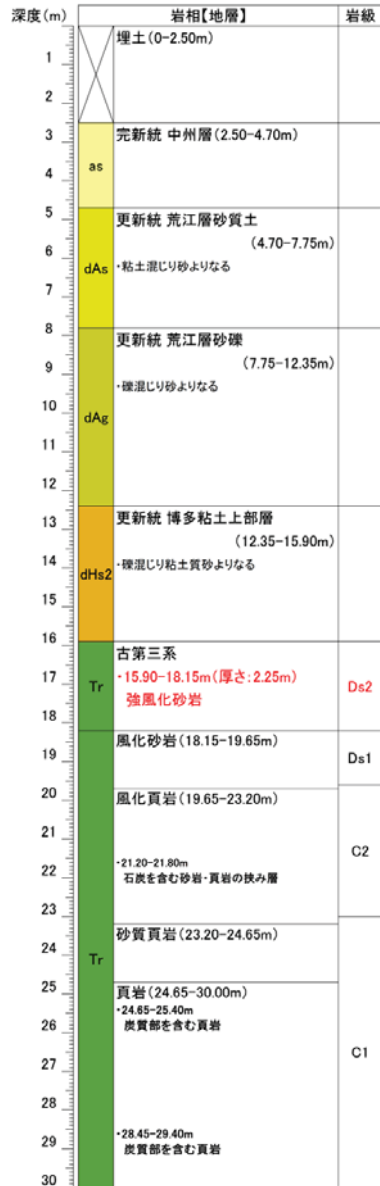 深度(m) 岩相【地層】 岩級
埋土(0-2.50m)
1
2
3 完新統 中州層(2.50-4.70m)
as
4
5 更新統 荒江層砂質土
(4.70-7.75m)
6 dAs ・粘土混じり砂よりなる
7
8 更新統 荒江層砂礫
(7.75-12.35m)
9
・礫混じり砂よりなる
10
dAg
11
12
13 更新統 博多粘土上部層
(12.35-15.90m)
14 dHs2 ・礫混じり粘土質砂よりなる
15
16 古第三系
17 Tr ・15.90-18.15m(厚さ:2.25m) Ds2
強風化砂岩
18
風化砂岩(18.15-19.65m)
19 Ds1
20 風化頁岩(19.65-23.20m)
21
C2
22 ・21.20-21.80m
石炭を含む砂岩・頁岩の挟み層
23
砂質頁岩(23.20-24.65m)
24 Tr
25 頁岩(24.65-30.00m)
・24.65-25.40m
26 炭質部を含む頁岩
C1
27
28
・28.45-29.40m
29 炭質部を含む頁岩
30